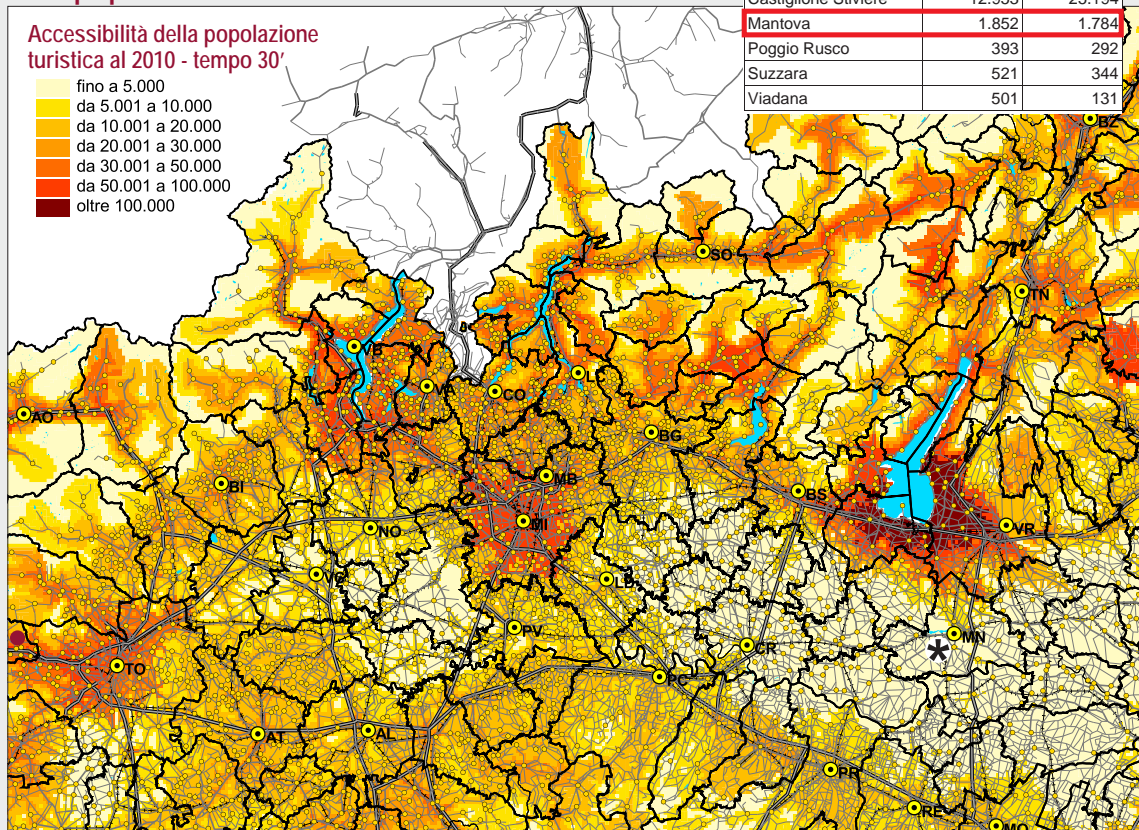 Accessibilità della popolazione
turistica al 2010 - tempo 30'
fino a 5.000
da 5.001 a 10.000
da 10.001 a 20.000
da 20.001 a 30.000
da 30.001 a 50.000
da 50.001 a 100.000
oltre 100.000
Mantova 1.852 1.784
Poggio Rusco 393 292
Suzzara 521 344
Viadana 501 131
BZ
SO
TN
VB
LC
CO
AO
BG
MB
BI
BS
MI
NO
VR
PV
MN
CR
TO
PC
AL
AT
PR
RE
*